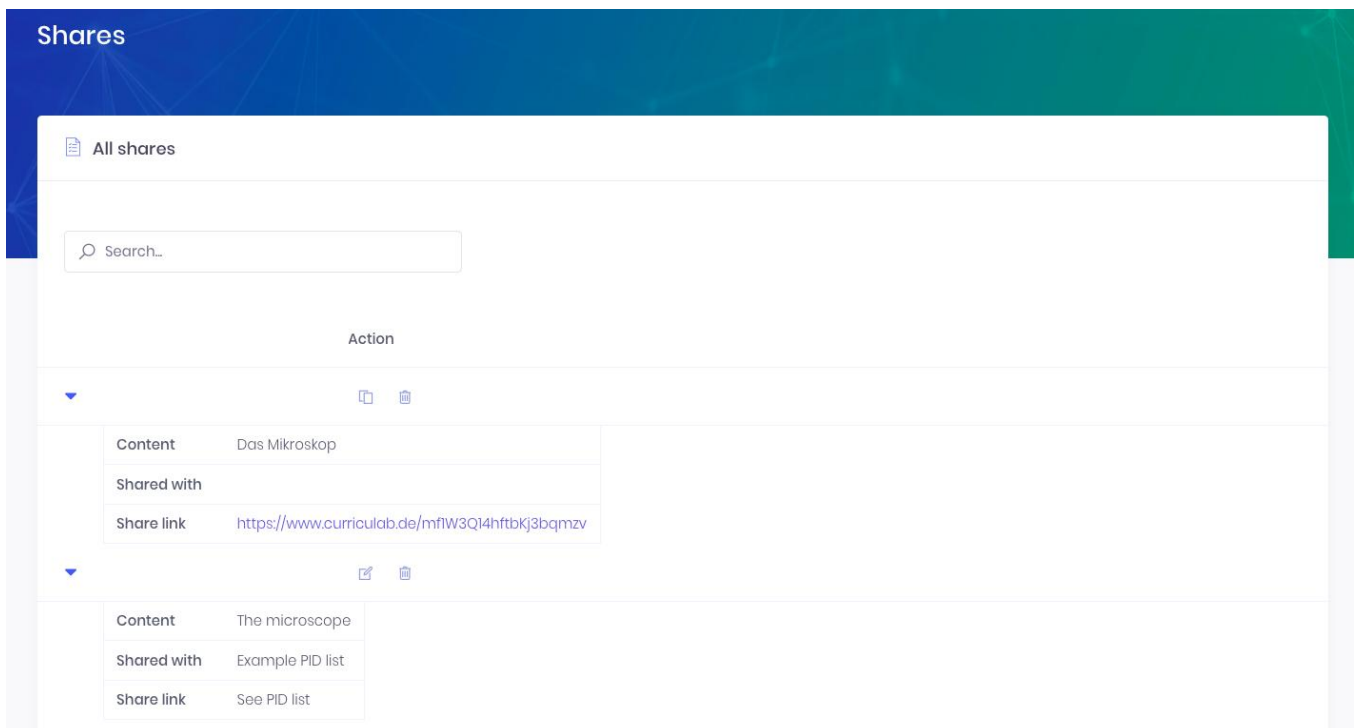 Shares
All shares
Search...
Action
Content Das Mikroskop
Shared with
Share link https://www.curriculab.de/mf1W3Q14hftbKj3bqmzv
Content The microscope
Shared with Example PID list
Share link See PID list